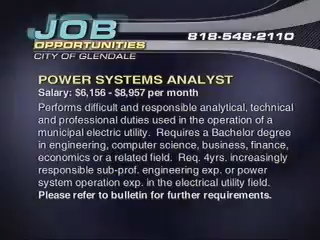 JOB
OPPORTUNITIES
CITY OF GLENDALE
818-548-2110
POWER SYSTEMS ANALYST
Salary: $6,156 - $8,957 per month
Performs difficult and responsible analytical, technical
and professional duties used in the operation of a
municipal electric utility. Requires a Bachelor degree
in engineering, computer science, business, finance,
economics or a related field. Req. 4yrs. increasingly
responsible sub-prof. engineering exp. or power
system operation exp. in the electrical utility field.
Please refer to bulletin for further requirements.